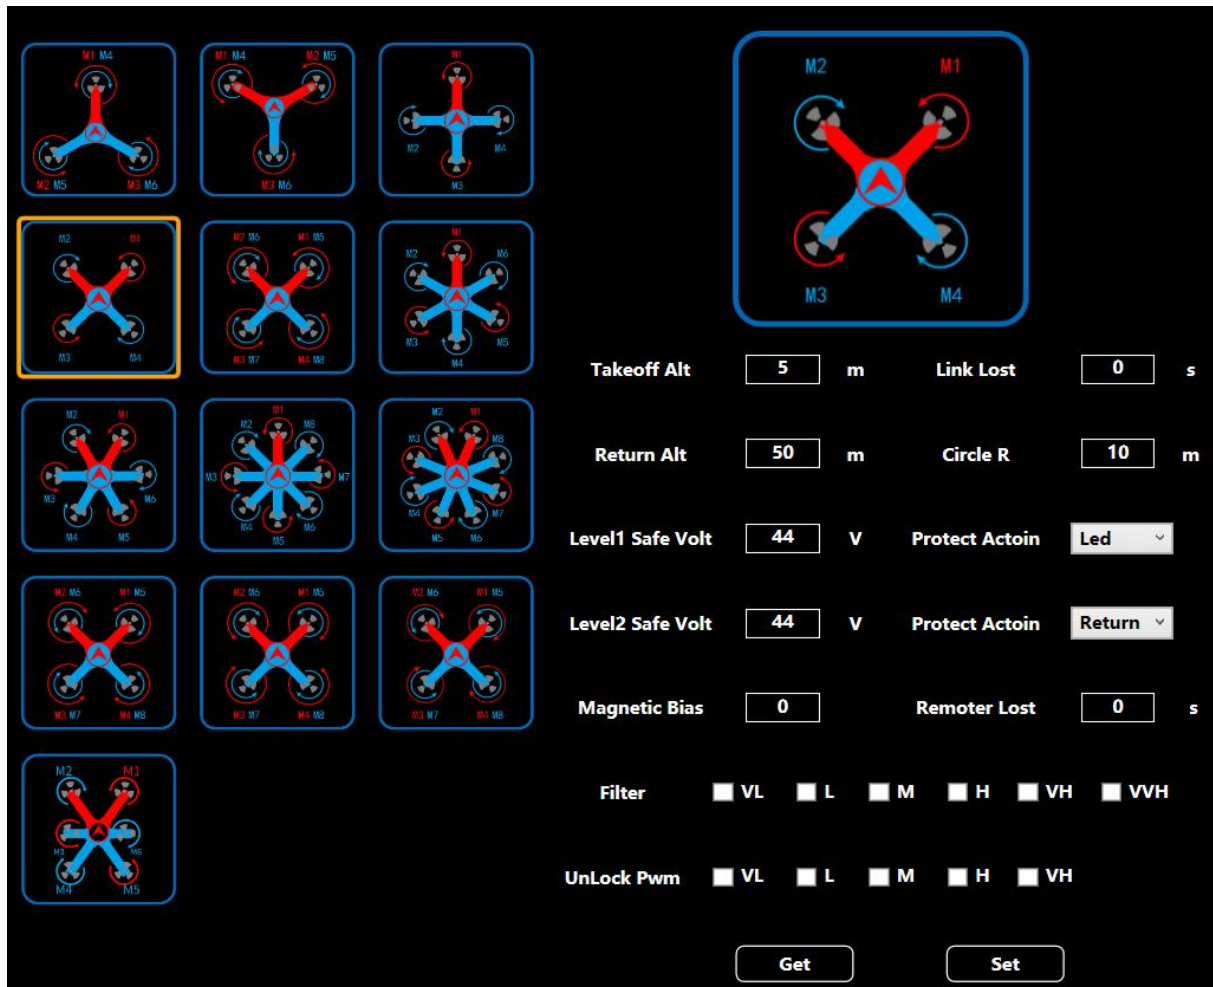 M1 M4
M2 M5
M3 M6
M1 M4
M2 M5
M3 M6
M1
M2
M4
M3
M2
M1
M3
M4
M2
M1
M3
M4
M2 M6
M1 M5
M3 M7
M4 M8
M1
M2
M6
M3
M5
M4
Takeoff Alt 5 m Link Lost 0 s
M2
M1
M3
M6
M4
M5
M1
M2
M8
M3
M7
M4
M6
M5
M2
M1
M3
M8
M4
M7
M5
M6
Return Alt 50 m Circle R 10 m
Level1 Safe Volt 44 V Protect Actoin Led
M2 M6
M1 M5
M3 M7
M4 M8
M2 M6
M1 M5
M3 M7
M4 M8
M2 M6
M1 M5
M3 M7
M4 M8
Level2 Safe Volt 44 V Protect Actoin Return
Magnetic Bias 0 Remoter Lost 0 s
M2
M1
M3
M6
M4
M5
Filter VL L M H VH VVH
UnLock Pwm VL L M H VH
Get Set